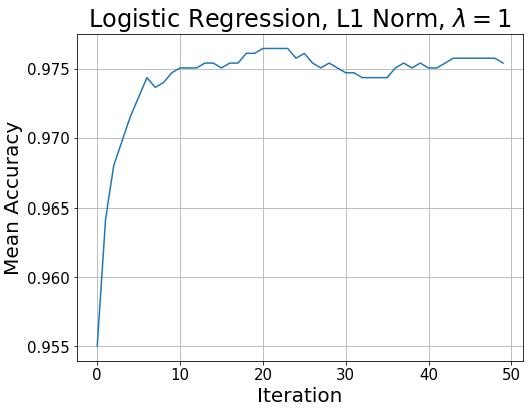 Logistic Regression, L1 Norm, λ = 1
Mean Accuracy
0.975
0.970
0.965
0.960
0.955
0 10 20 30 40 50
Iteration